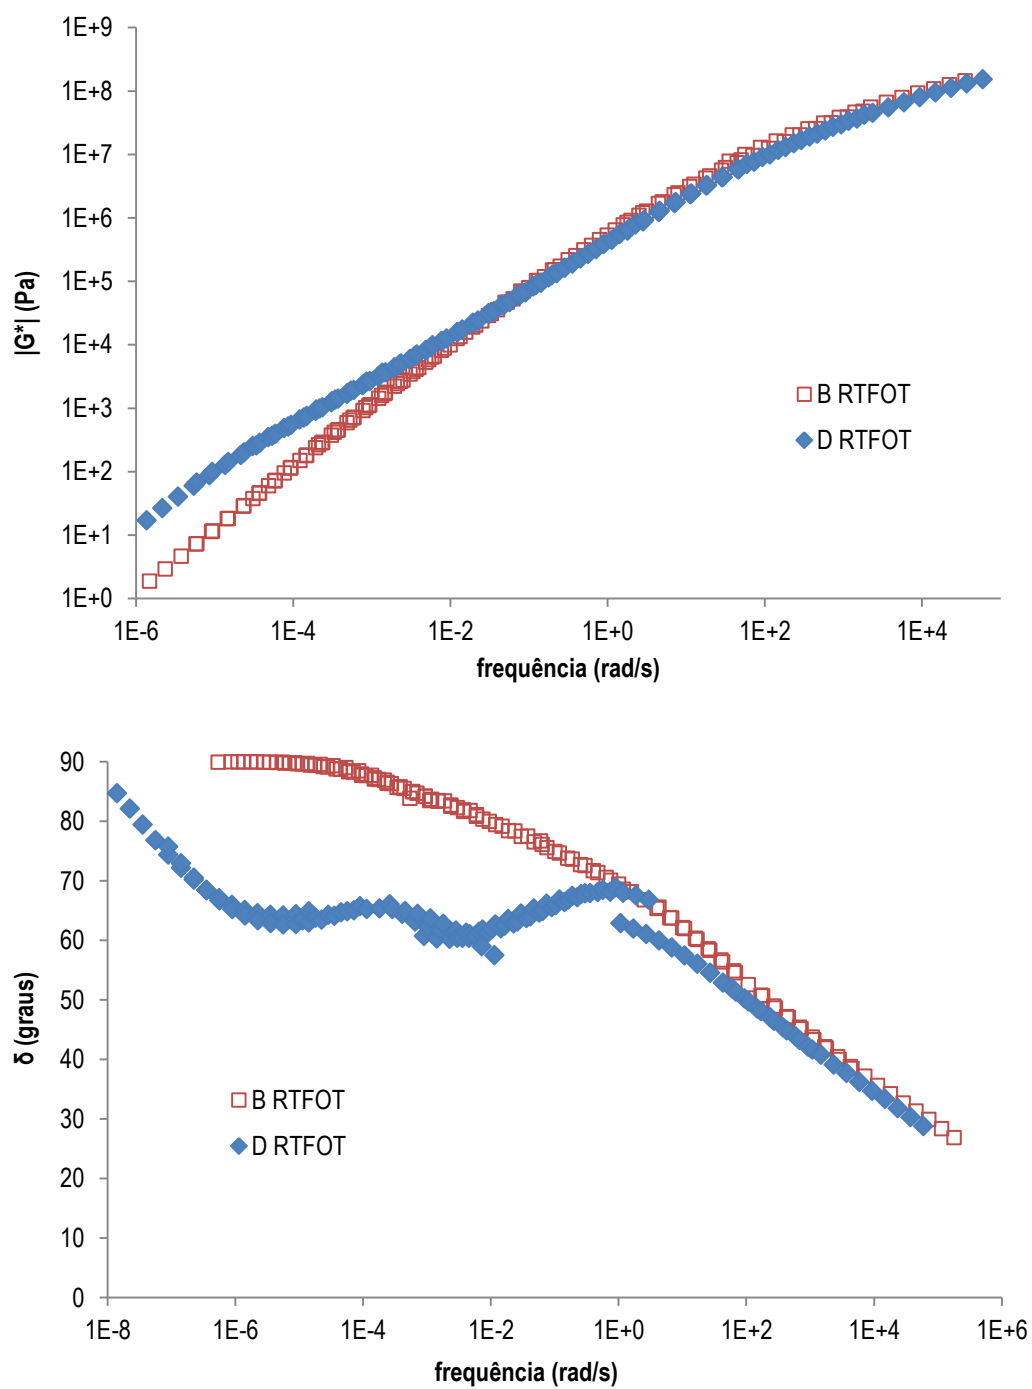 1E+9
1E+8
1E+7
1E+6
1E+5
1E+4
1E+3
1E+2
1E+1
1E+0
|G*| (Pa)
B RTFOT
D RTFOT
1E-6 1E-4 1E-2 1E+0 1E+2 1E+4
frequência (rad/s)
90
80
70
60
50
40
30
20
10
0
δ (graus)
B RTFOT
D RTFOT
1E-8 1E-6 1E-4 1E-2 1E+0 1E+2 1E+4 1E+6
frequência (rad/s)